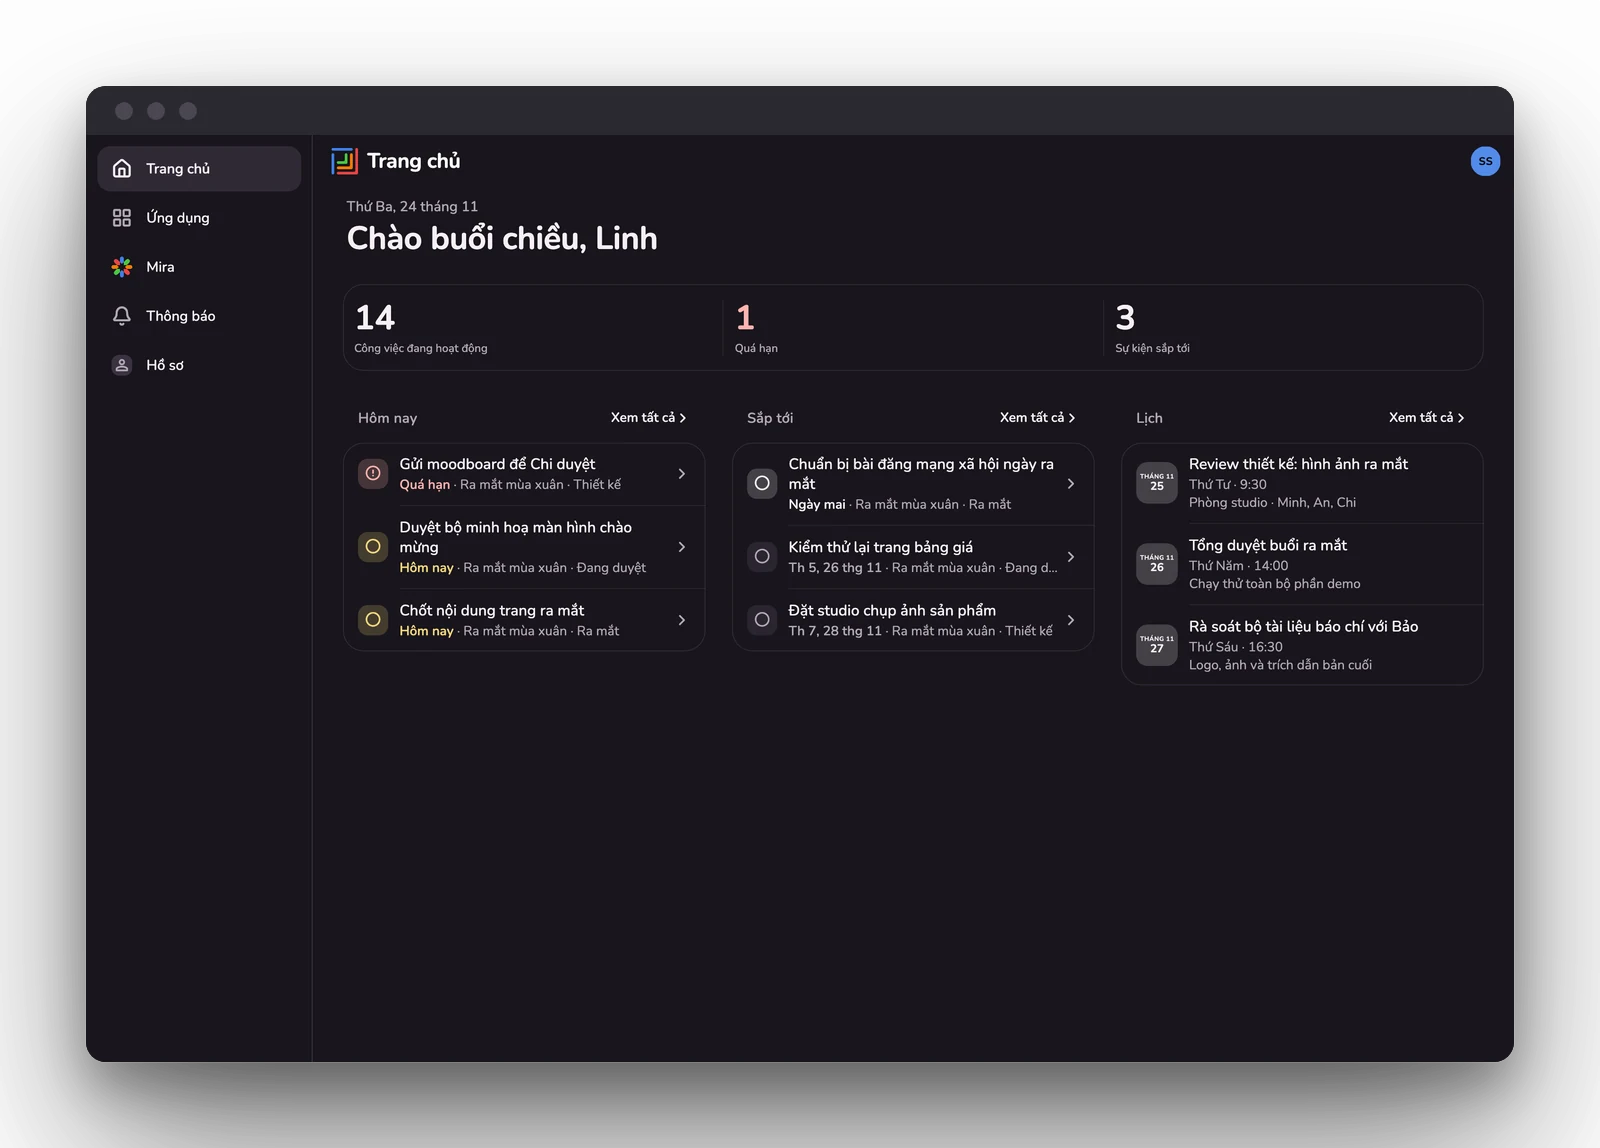 Trang chủ
Ứng dụng
Mira
Thông báo
Hồ sơ
Trang chủ
SS
Thứ Ba, 24 tháng 11
Chào buổi chiều, Linh
14
Công việc đang hoạt động
1
Quá hạn
3
Sự kiện sắp tới
Hôm nay
Xem tất cả
Gửi moodboard để Chi duyệt
Quá hạn · Ra mắt mùa xuân · Thiết kế
Duyệt bộ minh hoạ màn hình chào
mừng
Hôm nay · Ra mắt mùa xuân · Đang duyệt
Chốt nội dung trang ra mắt
Hôm nay · Ra mắt mùa xuân · Ra mắt
Sắp tới
Xem tất cả
Chuẩn bị bài đăng mạng xã hội ngày ra
mắt
Ngày mai · Ra mắt mùa xuân · Ra mắt
Kiểm thử lại trang bảng giá
Th 5, 26 thg 11 · Ra mắt mùa xuân · Đang d...
Đặt studio chụp ảnh sản phẩm
Th 7, 28 thg 11 · Ra mắt mùa xuân · Thiết kế
Lịch
Xem tất cả
THÁNG 11
25
Review thiết kế: hình ảnh ra mắt
Thứ Tư · 9:30
Phòng studio · Minh, An, Chi
THÁNG 11
26
Tổng duyệt buổi ra mắt
Thứ Năm · 14:00
Chạy thử toàn bộ phần demo
THÁNG 11
27
Rà soát bộ tài liệu báo chí với Bảo
Thứ Sáu · 16:30
Logo, ảnh và trích dẫn bản cuối